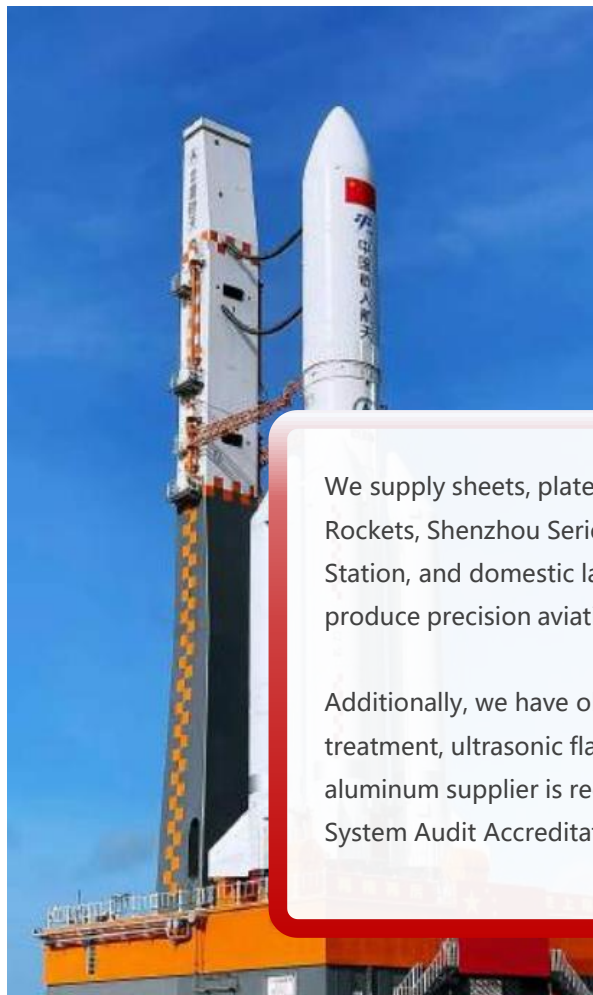 中国载人航天
We supply sheets, plate
Rockets, Shenzhou Serie
Station, and domestic la
produce precision aviat
Additionally, we have o
treatment, ultrasonic fla
aluminum supplier is re
System Audit Accredita